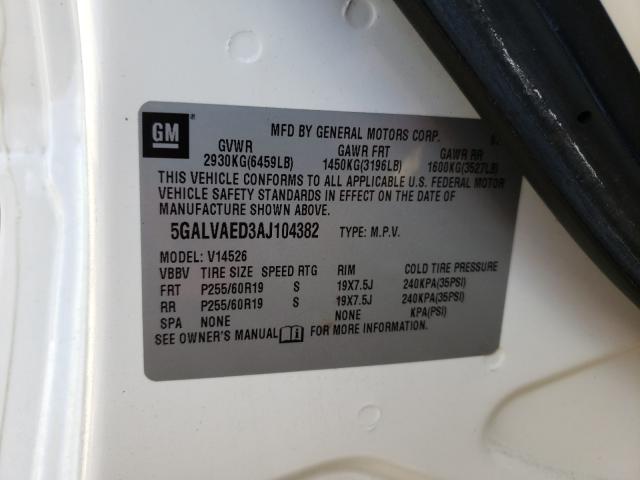 GM
MFD BY GENERAL MOTORS CORP.
GVWR GAWR FRT GAWR RR
2930KG(6459LB) 1450KG(3196LB) 1600KG(3527LB)
THIS VEHICLE CONFORMS TO ALL APPLICABLE U.S. FEDERAL MOTOR
VEHICLE SAFETY STANDARDS IN EFFECT ON THE DATE OF
MANUFACTURE SHOWN ABOVE.
5GALVAED3AJ104382 TYPE: M.P.V.
MODEL: V14526
VBBV TIRE SIZE SPEED RTG RIM COLD TIRE PRESSURE
FRT P255/60R19 S 19X7.5J 240KPA(35PSI)
RR P255/60R19 S 19X7.5J 240KPA(35PSI)
SPA NONE NONE KPA(PSI)
SEE OWNER'S MANUAL FOR MORE INFORMATION.